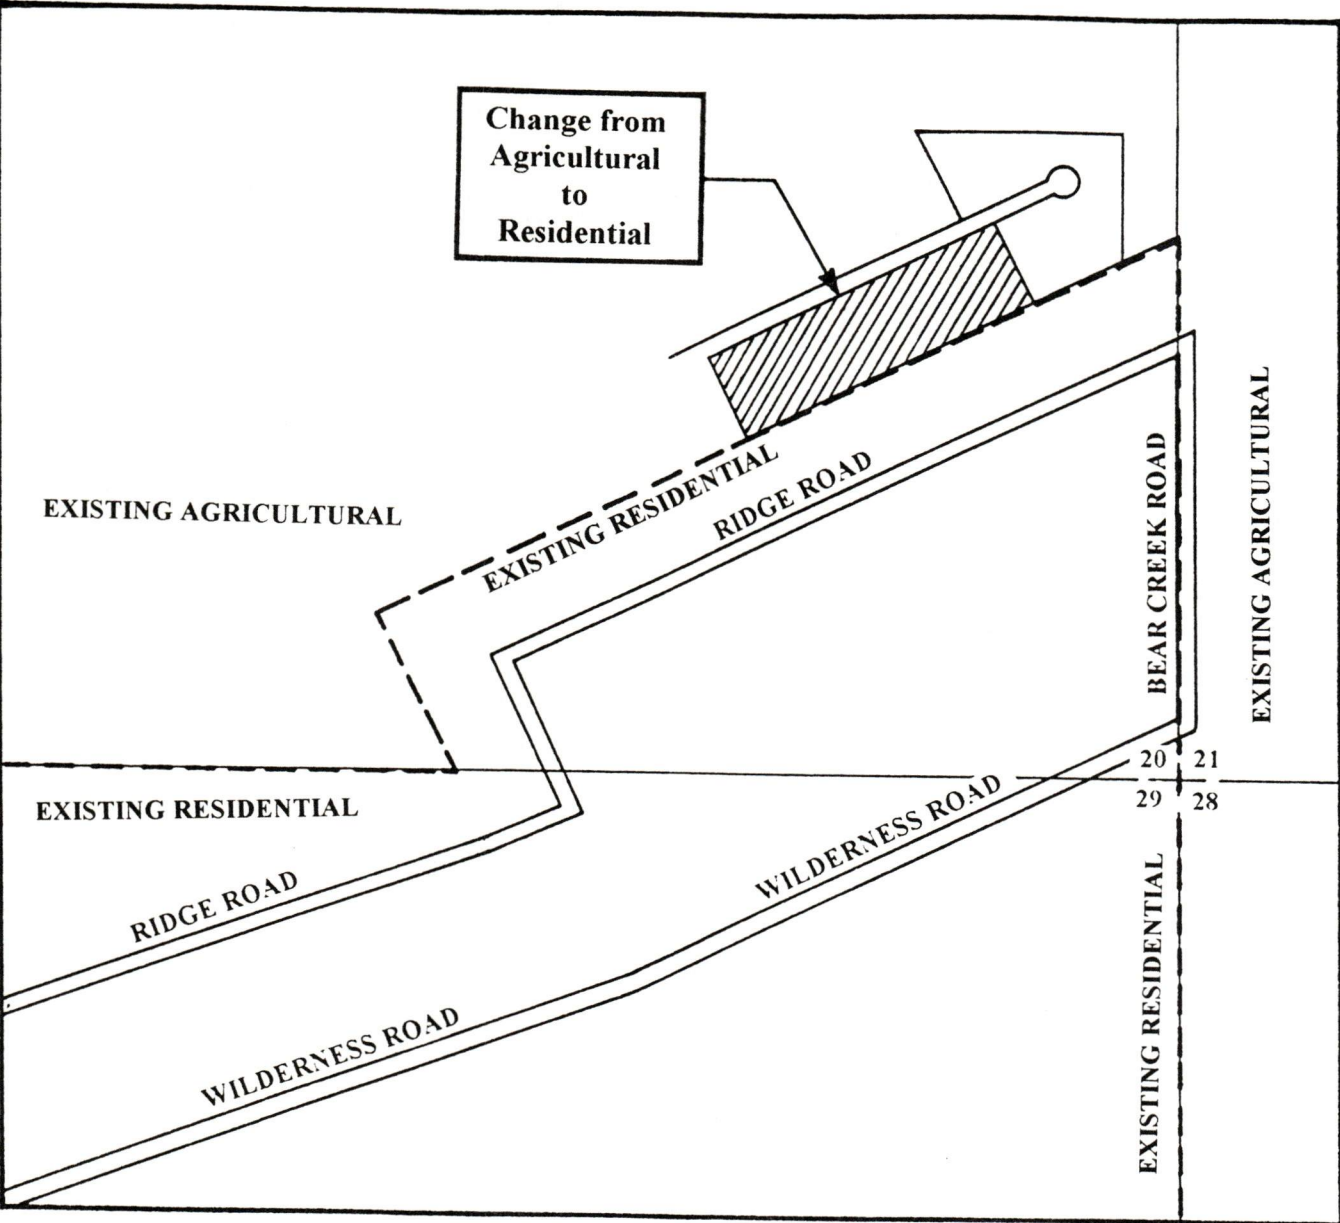 Change from
Agricultural
to
Residential
EXISTING AGRICULTURAL
EXISTING RESIDENTIAL
RIDGE ROAD
BEAR CREEK ROAD
EXISTING AGRICULTURAL
20 21
29 28
EXISTING RESIDENTIAL
WILDERNESS ROAD
RIDGE ROAD
WILDERNESS ROAD
EXISTING RESIDENTIAL